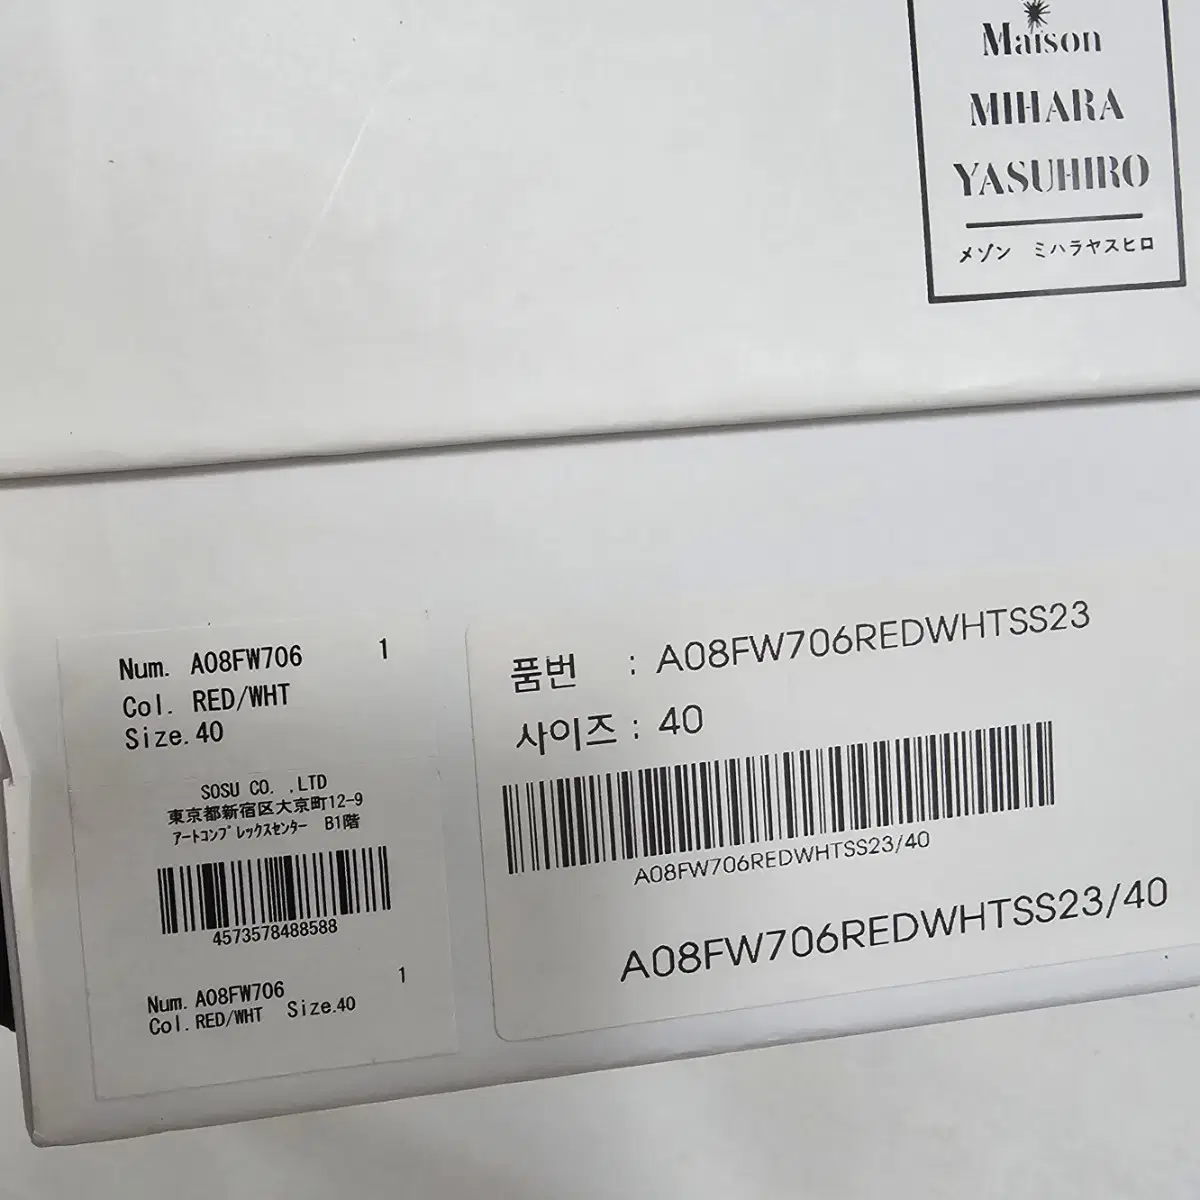 Maison
MIHARA
YASUHIRO
メゾン ミハラヤスヒロ
Num. A08FW706 1
Col. RED/WHT
Size.40
SOSU CO. ,LTD
東京都新宿区大京町12-9
ｱｰﾄｺﾝﾌﾟﾚｯｸｽｾﾝﾀｰ B1階
4573578488588
Num. A08FW706 1
Col. RED/WHT Size.40
품번 : A08FW706REDWHTSS23
사이즈 : 40
A08FW706REDWHTSS23/40
A08FW706REDWHTSS23/40